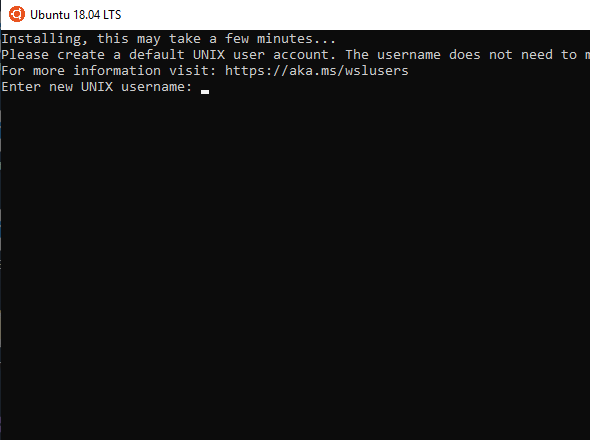 Ubuntu 18.04 LTS
Installing, this may take a few minutes...
Please create a default UNIX user account. The username does not need to m
For more information visit: https://aka.ms/wslusers
Enter new UNIX username: